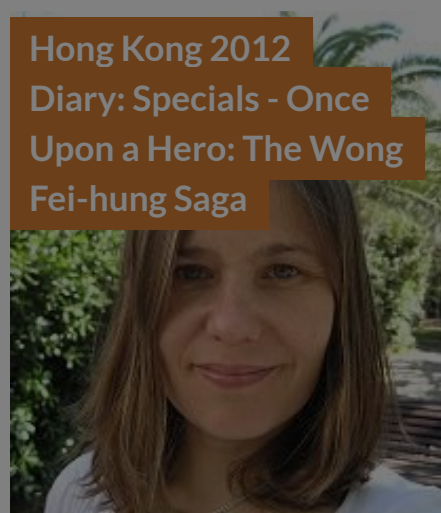 Hong Kong 2012
Diary: Specials - Once
Upon a Hero: The Wong
Fei-hung Saga